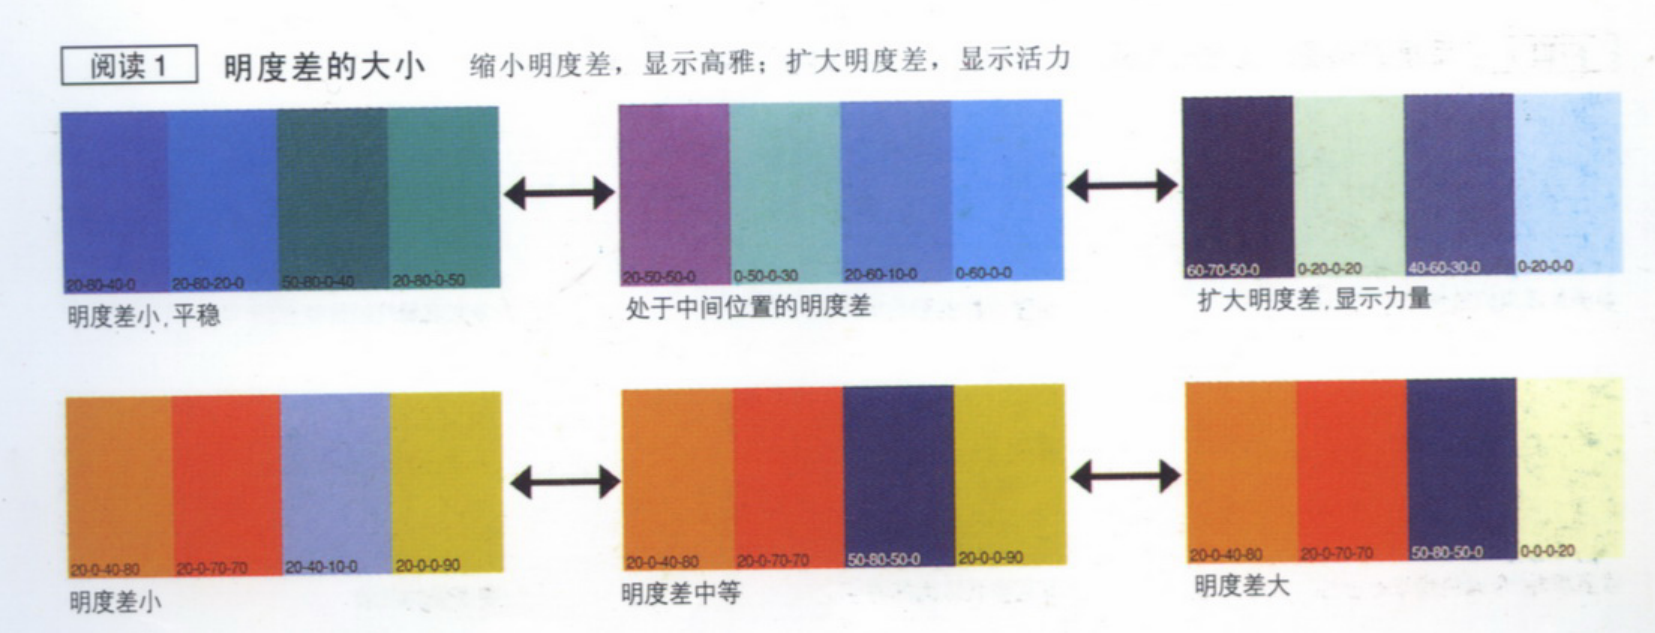 阅读1 明度差的大小 缩小明度差，显示高雅；扩大明度差，显示活力
20-80-40-0 20-80-20-0 50-80-0-40 20-80-0-50
20-50-50-0 0-50-0-30 20-60-10-0 0-60-0-0
60-70-50-0 0-20-0-20 40-60-30-0 0-20-0-0
明度差小,平稳
处于中间位置的明度差
扩大明度差,显示力量
20-0-40-80 20-0-70-70 20-40-10-0 20-0-0-90
20-0-40-80 20-0-70-70 50-80-50-0 20-0-0-90
20-0-40-80 20-0-70-70 50-80-50-0 0-0-0-20
明度差小
明度差中等
明度差大